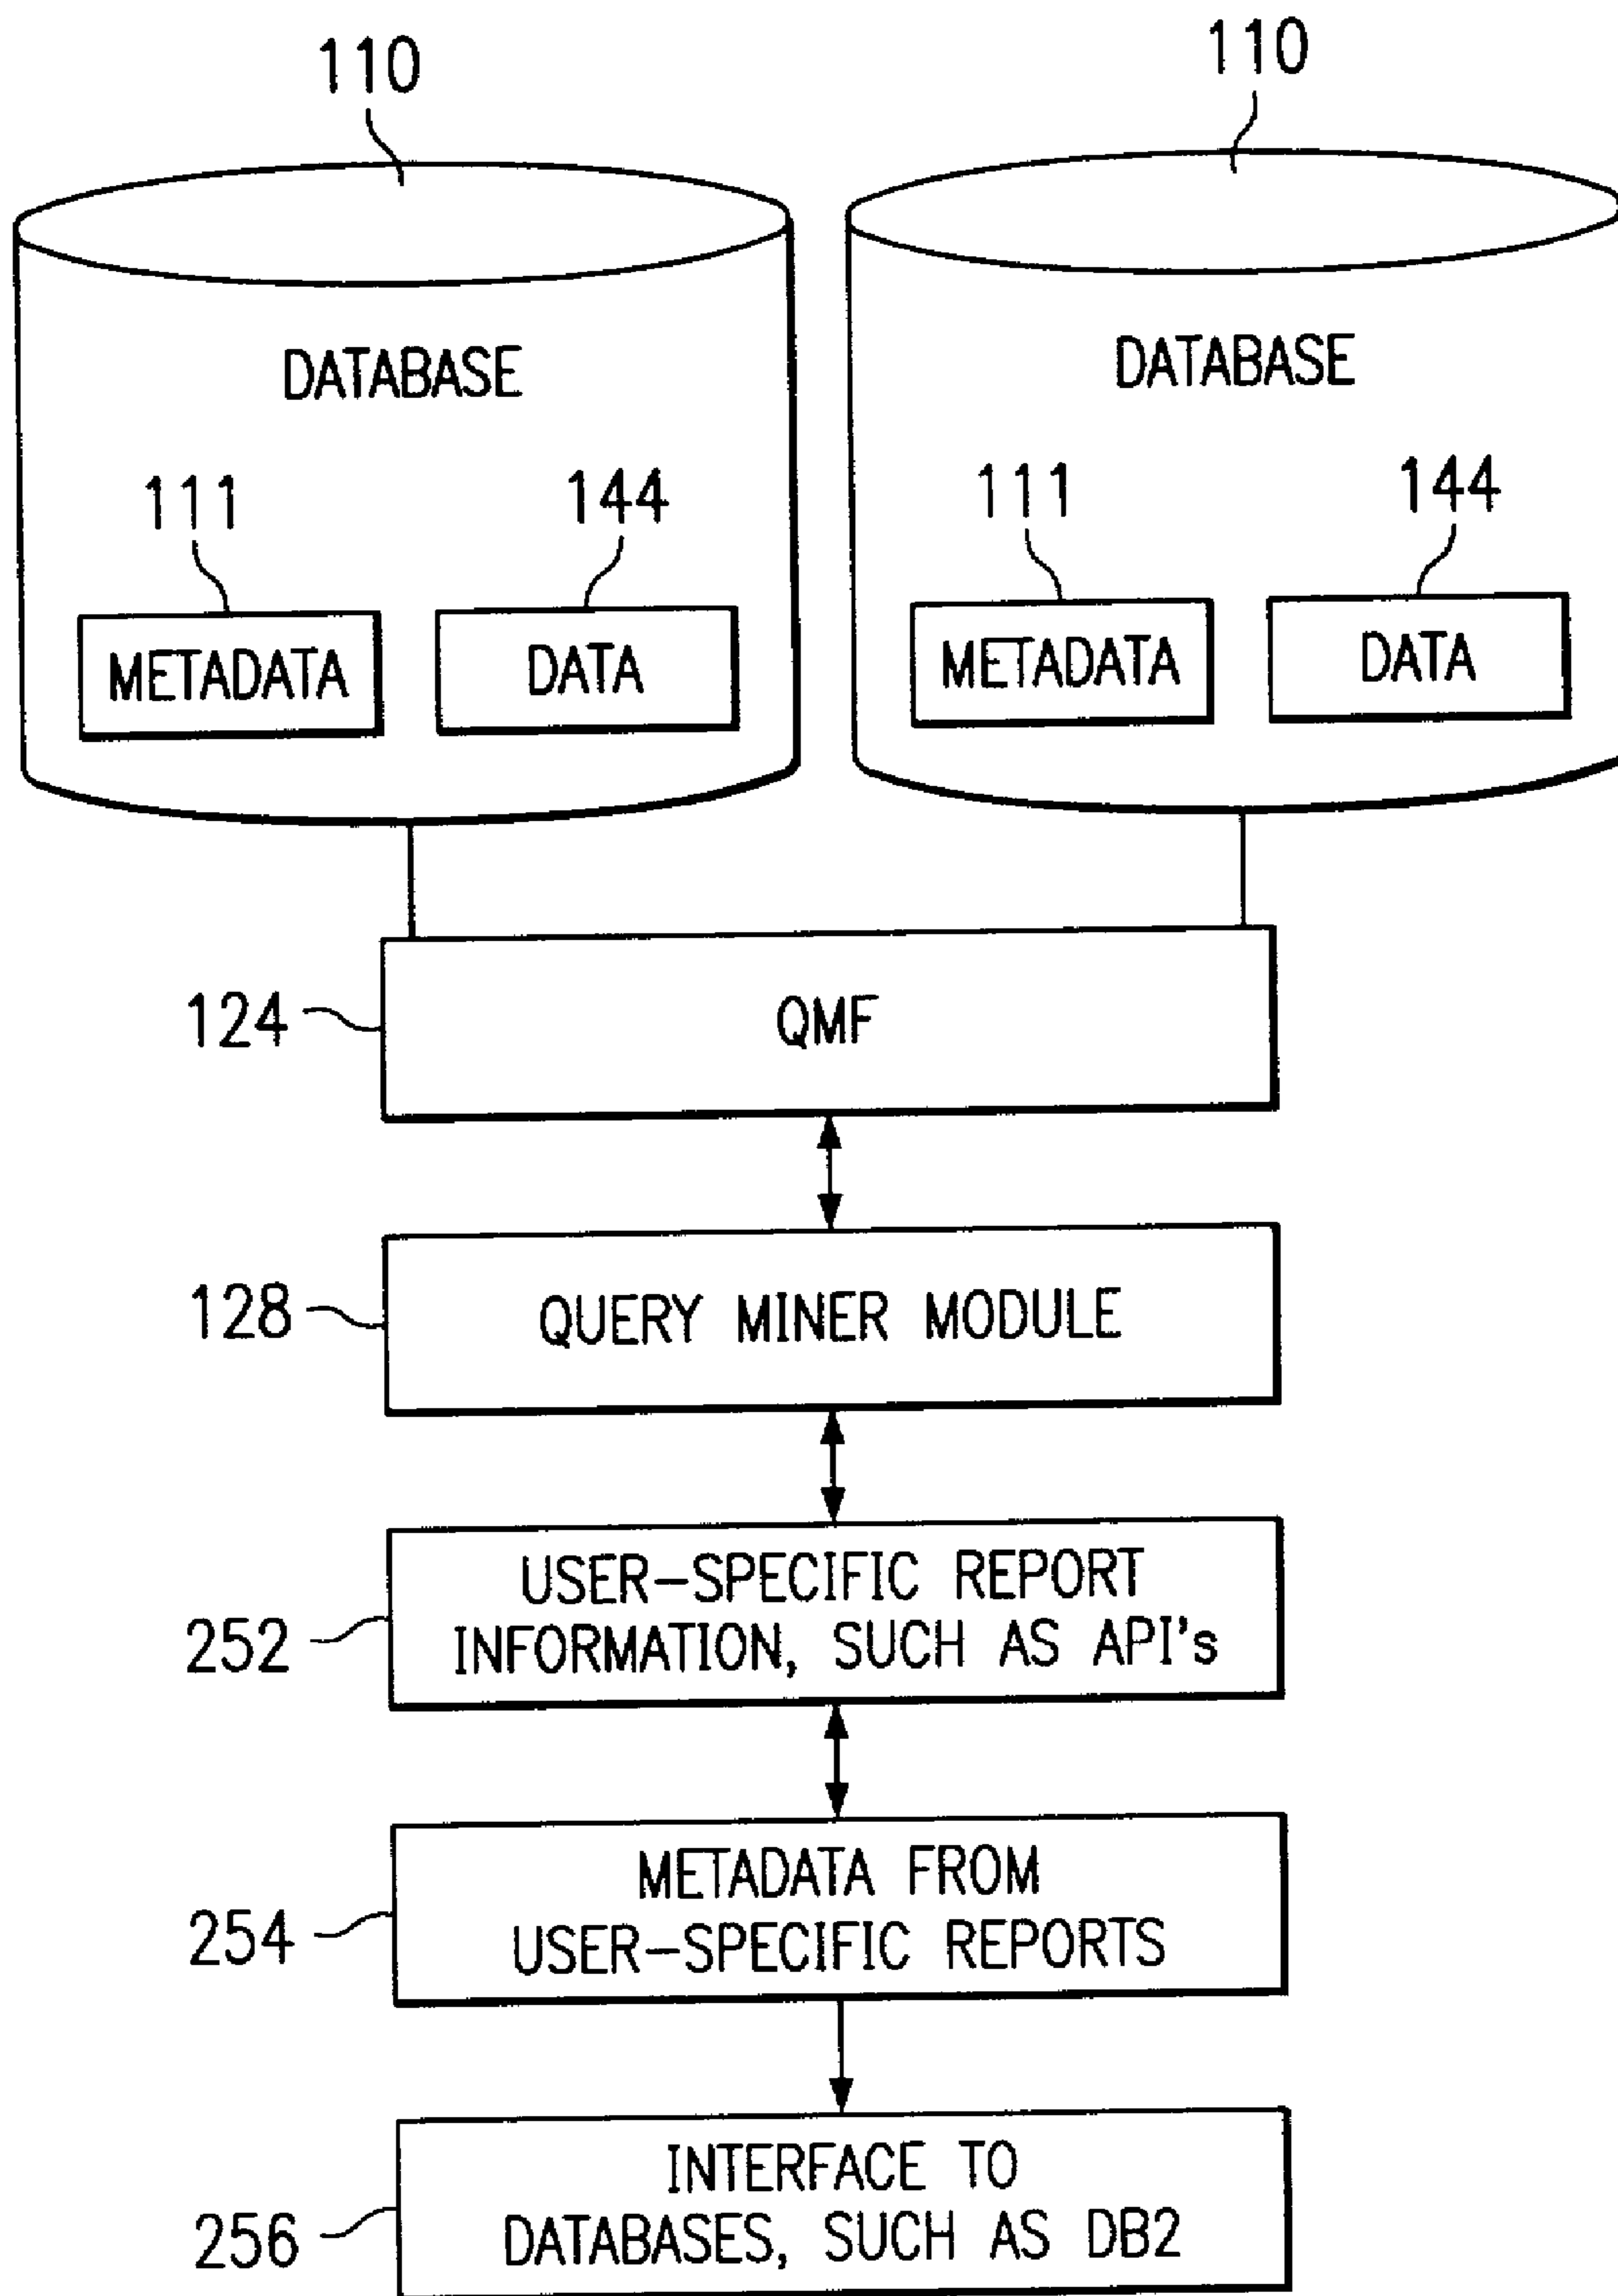 110
110
DATABASE
DATABASE
111
144
111
144
METADATA
DATA
METADATA
DATA
124
QMF
128
QUERY MINER MODULE
252
USER-SPECIFIC REPORT
INFORMATION, SUCH AS API's
254
METADATA FROM
USER-SPECIFIC REPORTS
256
INTERFACE TO
DATABASES, SUCH AS DB2